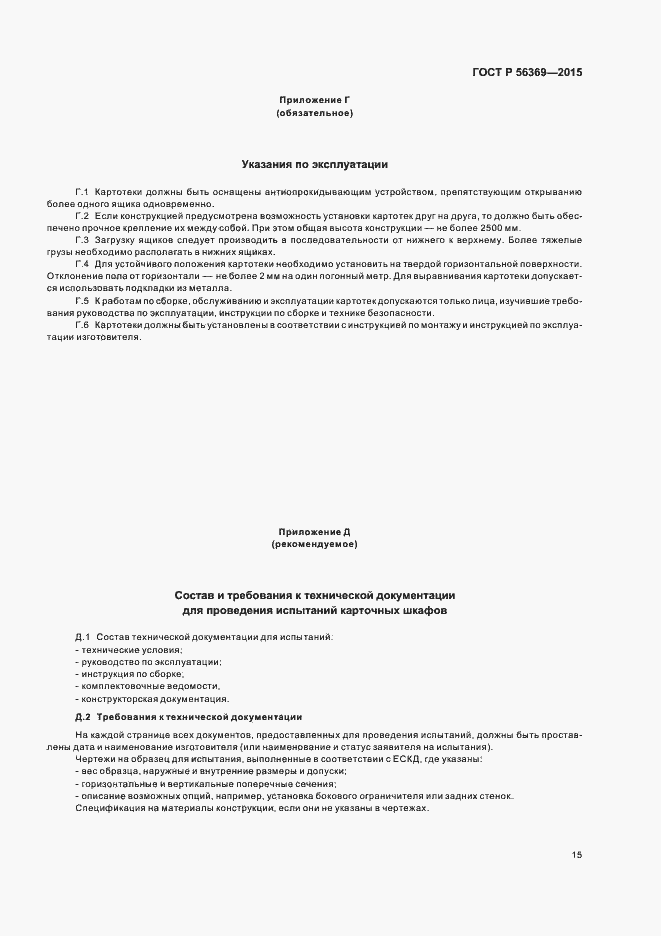 ГОСТ Р 56369—2015
Приложение Г
(обязательное)
Указания по эксплуатации
Г.1 Картотеки должны быть оснащены антиопрокидывающим устройством, препятствующим открыванию
более одного ящика одновременно.
Г.2 Если конструкцией предусмотрена возможность установки картотек друг на друга, то должно быть обес-
печено прочное крепление их между собой. При этом общая высота конструкции — не более 2500 мм.
Г.3 Загрузку ящиков следует производить в последовательности от нижнего к верхнему. Более тяжелые
грузы необходимо располагать в нижних ящиках.
Г.4 Для устойчивого положения картотеки необходимо установить на твердой горизонтальной поверхности.
Отклонение пола от горизонтали — не более 2 мм на один погонный метр. Для выравнивания картотеки допускает-
ся использовать подкладки из металла.
Г.5 К работам по сборке, обслуживанию и эксплуатации картотек допускаются только лица, изучившие требо-
вания руководства по эксплуатации, инструкции по сборке и технике безопасности.
Г.6 Картотеки должны быть установлены в соответствии с инструкцией по монтажу и инструкцией по эксплуа-
тации изготовителя.
Приложение Д
(рекомендуемое)
Состав и требования к технической документации
для проведения испытаний карточных шкафов
Д.1 Состав технической документации для испытаний:
- технические условия;
- руководство по эксплуатации;
- инструкция по сборке;
- комплектовочные ведомости,
- конструкторская документация.
Д.2 Требования к технической документации
На каждой странице всех документов, предоставленных для проведения испытаний, должны быть простав-
лены дата и наименование изготовителя (или наименование и статус заявителя на испытания).
Чертежи на образец для испытания, выполненные в соответствии с ЕСКД, где указаны:
- вес образца, наружные и внутренние размеры и допуски;
- горизонтальные и вертикальные поперечные сечения;
- описание возможных опций, например, установка бокового ограничителя или задних стенок.
Спецификация на материалы конструкции, если они не указаны в чертежах.
15